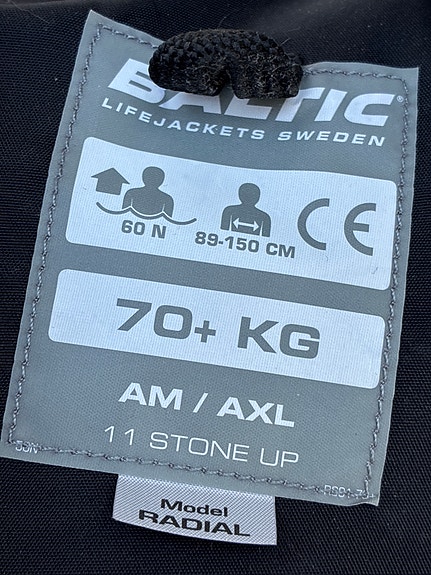 BALTIC®
LIFEJACKETS SWEDEN
60 N
89-150 CM
CE
70+ KG
AM / AXL
11 STONE UP
Model
RADIAL